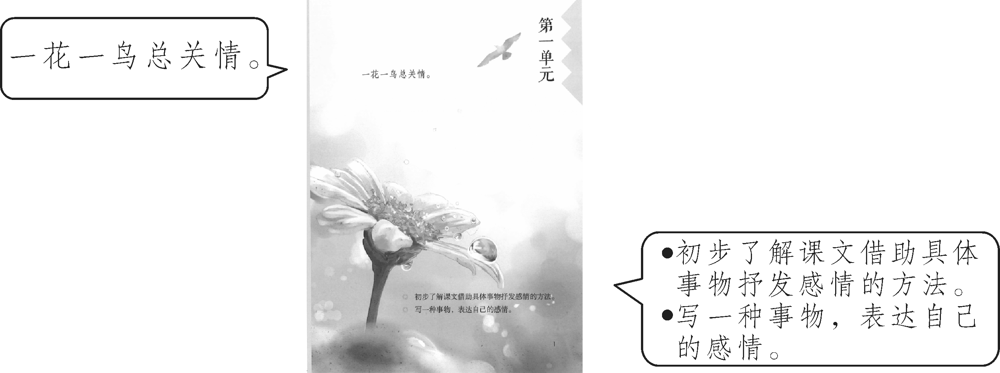 一花一鸟总关情。
第一单元
一花一鸟总关情。
◎ 初步了解课文借助具体事物抒发感情的方法。
◎ 写一种事物，表达自己的感情。
1
●初步了解课文借助具体
事物抒发感情的方法。
●写一种事物，表达自己
的感情。